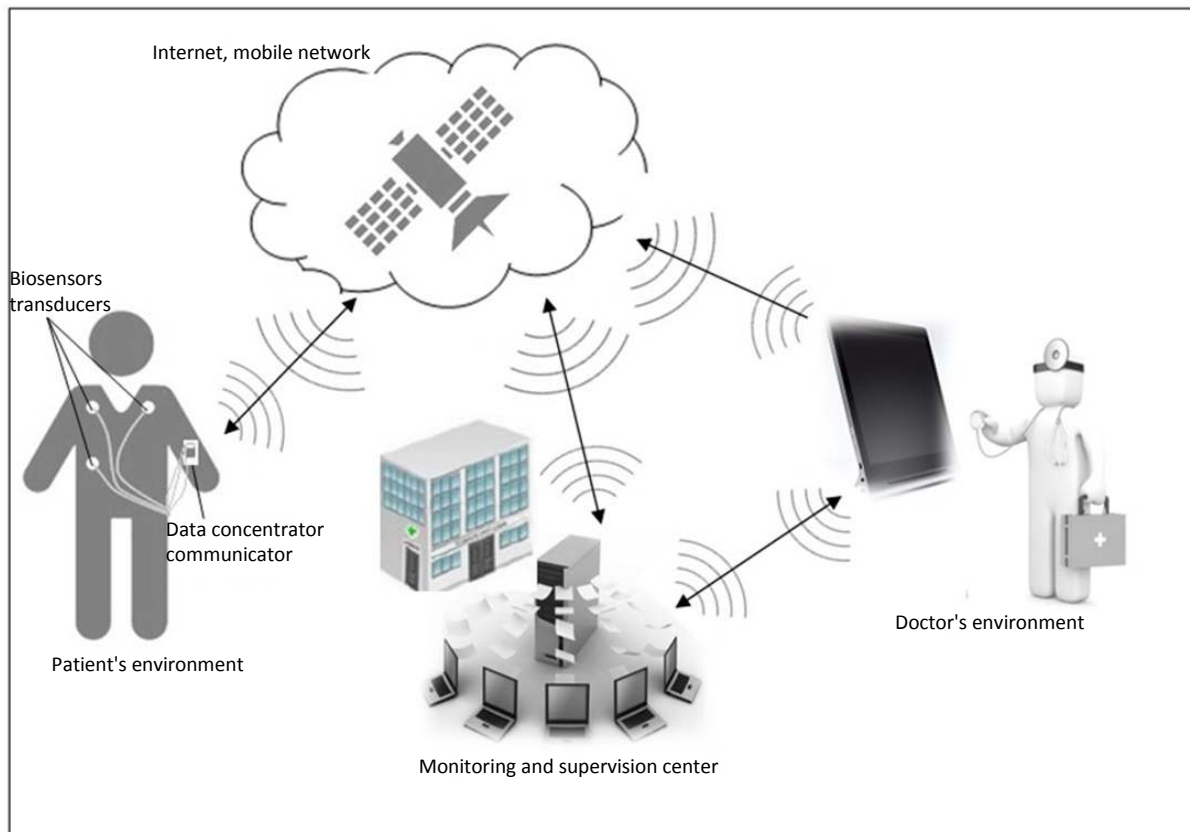 Internet, mobile network
Biosensors
transducers
Data concentrator
communicator
Patient's environment
Doctor's environment
Monitoring and supervision center